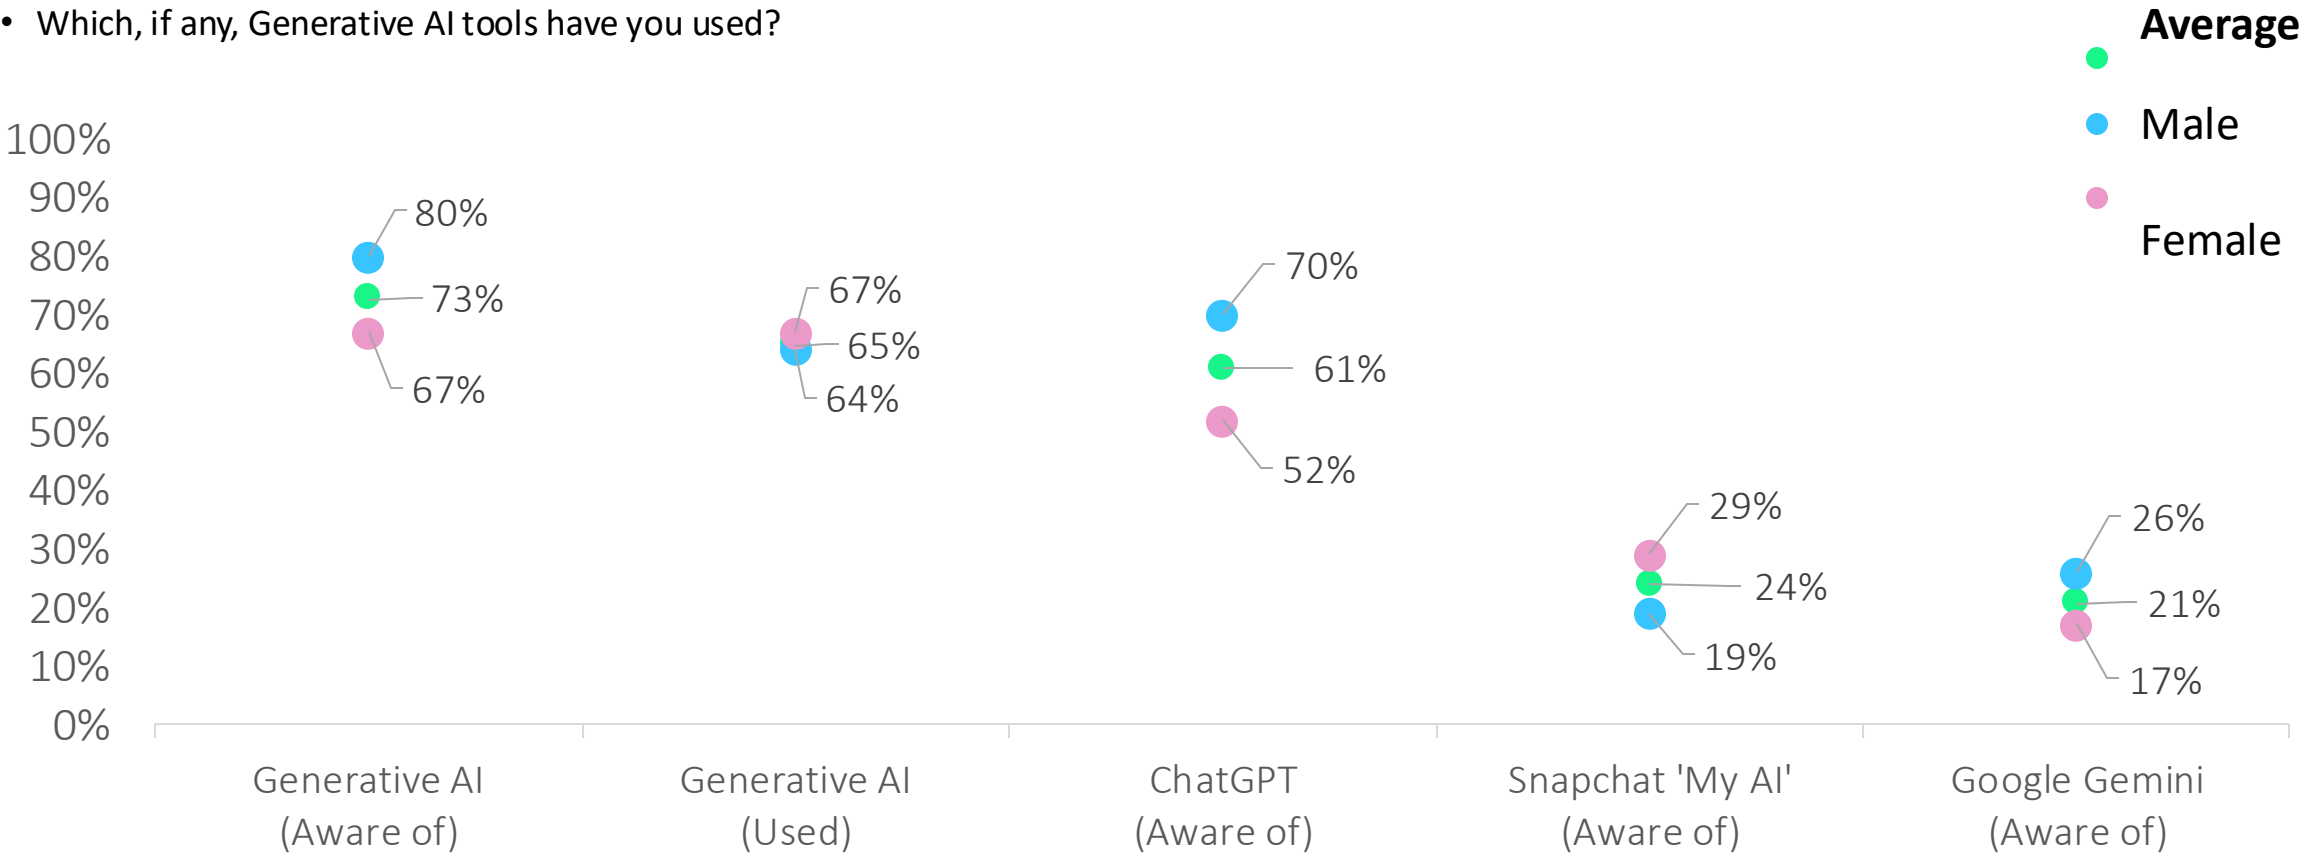 • Which, if any, Generative AI tools have you used?
Average
Male
Female
100%
90%
80%
70%
60%
50%
40%
30%
20%
10%
0%
80%
73%
67%
67%
65%
64%
70%
61%
52%
29%
24%
19%
26%
21%
17%
Generative AI
(Aware of)
Generative AI
(Used)
ChatGPT
(Aware of)
Snapchat 'My AI'
(Aware of)
Google Gemini
(Aware of)